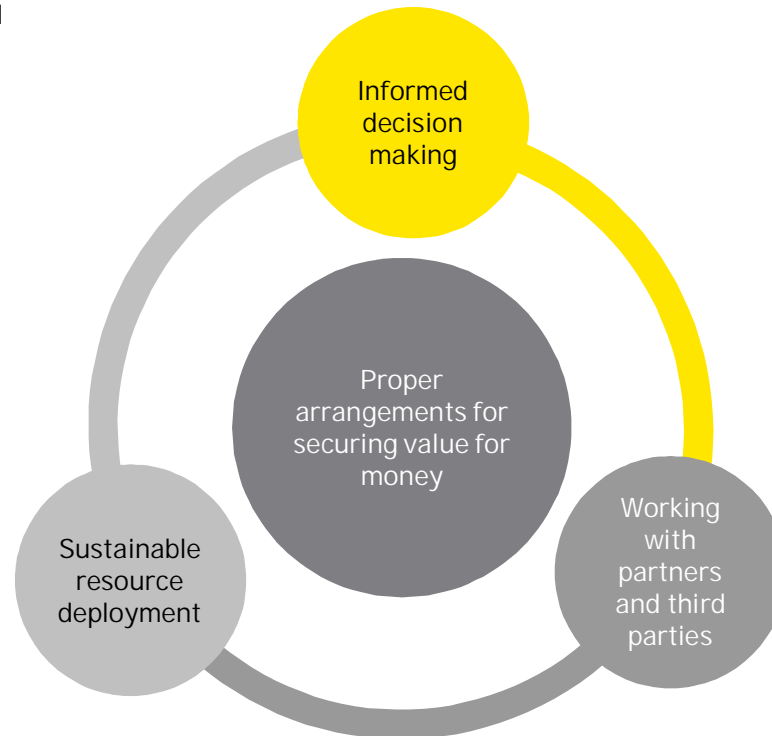 Informed
decision
making
Proper
arrangements for
securing value for
money
Sustainable
resource
deployment
Working
with
partners
and third
parties